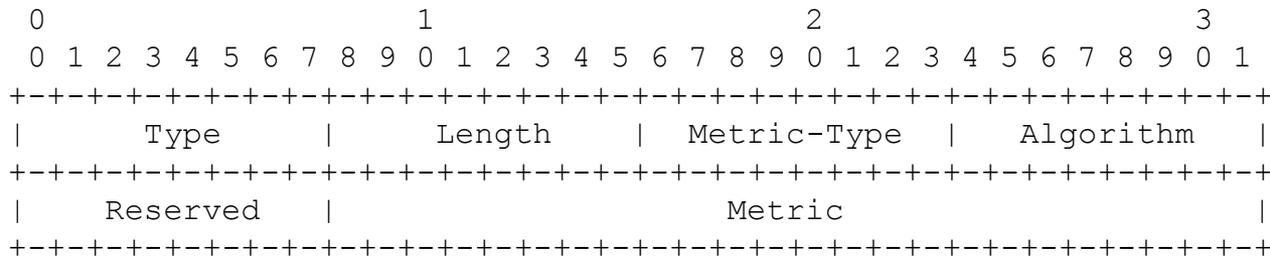 0                   1                   2                   3
 0 1 2 3 4 5 6 7 8 9 0 1 2 3 4 5 6 7 8 9 0 1 2 3 4 5 6 7 8 9 0 1
+-+-+-+-+-+-+-+-+-+-+-+-+-+-+-+-+-+-+-+-+-+-+-+-+-+-+-+-+-+-+-+-+
|      Type     |     Length    |  Metric-Type  |   Algorithm   |
+-+-+-+-+-+-+-+-+-+-+-+-+-+-+-+-+-+-+-+-+-+-+-+-+-+-+-+-+-+-+-+-+
|    Reserved   |                    Metric                     |
+-+-+-+-+-+-+-+-+-+-+-+-+-+-+-+-+-+-+-+-+-+-+-+-+-+-+-+-+-+-+-+-+